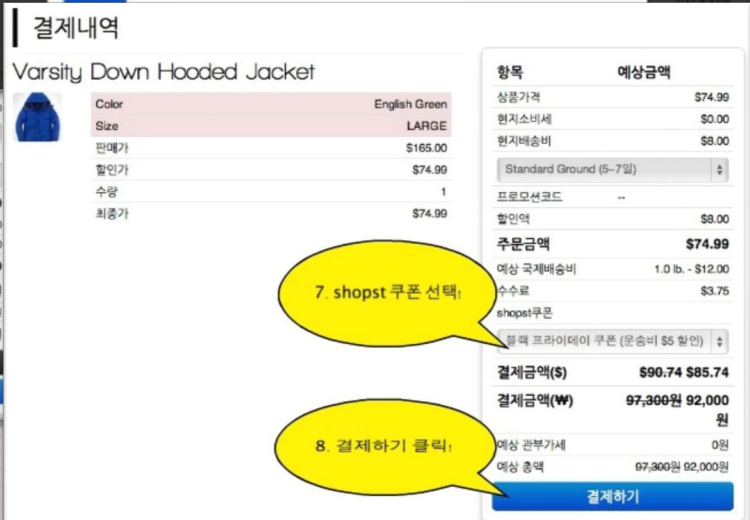 결제내역
Varsity Down Hooded Jacket
Color English Green
Size LARGE
판매가 $165.00
할인가 $74.99
수량 1
최종가 $74.99
항목 예상금액
상품가격 $74.99
현지소비세 $0.00
현지배송비 $8.00
Standard Ground (5-7일)
프로모션코드 --
할인액 $8.00
주문금액 $74.99
예상 국제배송비 1.0 lb. - $12.00
수수료 $3.75
shopst쿠폰
블랙 프라이데이 쿠폰 (운송비 $5 할인)
결제금액($) $90.74 $85.74
결제금액(₩) 97,300원 92,000
원
예상 관부가세 0원
예상 총액 97,300원 92,000원
결제하기
7. shopst 쿠폰 선택!
8. 결제하기 클릭!